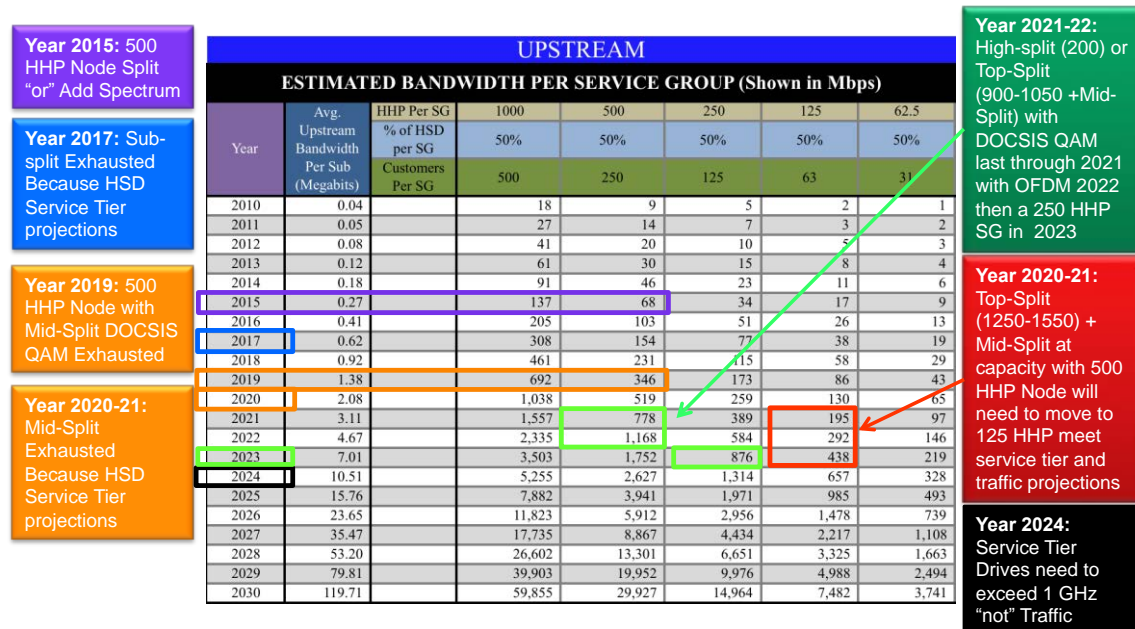 Year 2015: 500
HHP Node Split
“or” Add Spectrum
Year 2017: Sub-
split Exhausted
Because HSD
Service Tier
projections
Year 2019: 500
HHP Node with
Mid-Split DOCSIS
QAM Exhausted
Year 2020-21:
Mid-Split
Exhausted
Because HSD
Service Tier
projections
UPSTREAM
ESTIMATED BANDWIDTH PER SERVICE GROUP (Shown in Mbps)
Year
Avg.
Upstream
Bandwidth
Per Sub
(Megabits)
HHP Per SG 1000 500 250 125 62.5
% of HSD
per SG
50% 50% 50% 50% 50%
Customers
Per SG
500 250 125 63 31
2010 0.04 18 9 5 2 1
2011 0.05 27 14 7 3 2
2012 0.08 41 20 10 5 3
2013 0.12 61 30 15 8 4
2014 0.18 91 46 23 11 6
2015 0.27 137 68 34 17 9
2016 0.41 205 103 51 26 13
2017 0.62 308 154 77 38 19
2018 0.92 461 231 115 58 29
2019 1.38 692 346 173 86 43
2020 2.08 1,038 519 259 130 65
2021 3.11 1,557 778 389 195 97
2022 4.67 2,335 1,168 584 292 146
2023 7.01 3,503 1,752 876 438 219
2024 10.51 5,255 2,627 1,314 657 328
2025 15.76 7,882 3,941 1,971 985 493
2026 23.65 11,823 5,912 2,956 1,478 739
2027 35.47 17,735 8,867 4,434 2,217 1,108
2028 53.20 26,602 13,301 6,651 3,325 1,663
2029 79.81 39,903 19,952 9,976 4,988 2,494
2030 119.71 59,855 29,927 14,964 7,482 3,741
Year 2021-22:
High-split (200) or
Top-Split
(900-1050 +Mid-
Split) with
DOCSIS QAM
last through 2021
with OFDM 2022
then a 250 HHP
SG in 2023
Year 2020-21:
Top-Split
(1250-1550) +
Mid-Split at
capacity with 500
HHP Node will
need to move to
125 HHP meet
service tier and
traffic projections
Year 2024:
Service Tier
Drives need to
exceed 1 GHz
“not” Traffic